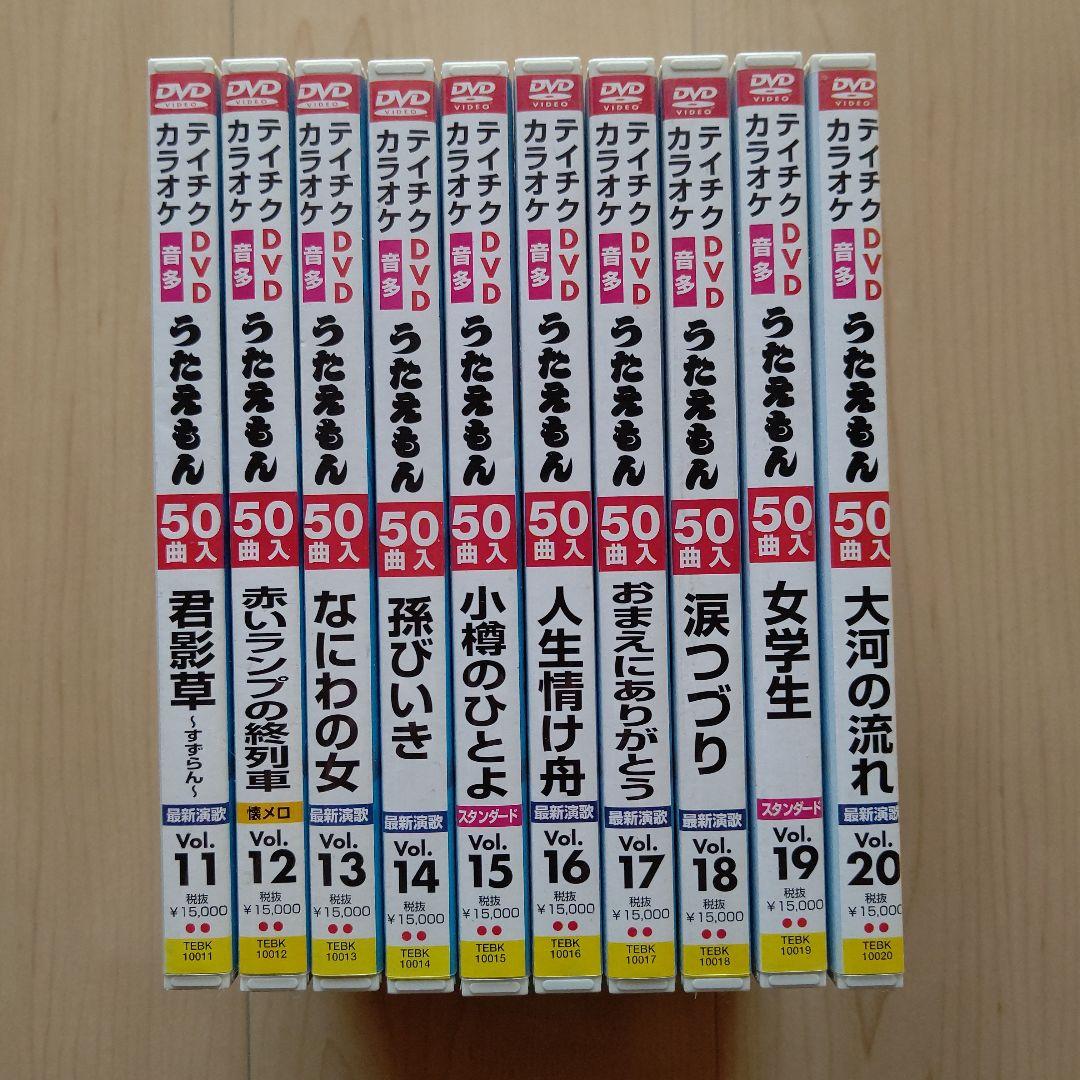 DVD
VIDEO
テイチクDVD
カラオケ
音多
うたえもん
50
曲入
君影草
～すずらん～
最新演歌
Vol.
11
税抜
￥15,000
TEBK
10011
DVD
VIDEO
テイチクDVD
カラオケ
音多
うたえもん
50
曲入
赤いランプの終列車
懐メロ
Vol.
12
税抜
￥15,000
TEBK
10012
DVD
VIDEO
テイチクDVD
カラオケ
音多
うたえもん
50
曲入
なにわの女
最新演歌
Vol.
13
税抜
￥15,000
TEBK
10013
DVD
VIDEO
テイチクDVD
カラオケ
音多
うたえもん
50
曲入
孫びいき
最新演歌
Vol.
14
税抜
￥15,000
TEBK
10014
DVD
VIDEO
テイチクDVD
カラオケ
音多
うたえもん
50
曲入
小樽のひとよ
スタンダード
Vol.
15
税抜
￥15,000
TEBK
10015
DVD
VIDEO
テイチクDVD
カラオケ
音多
うたえもん
50
曲入
人生情け舟
最新演歌
Vol.
16
税抜
￥15,000
TEBK
10016
DVD
VIDEO
テイチクDVD
カラオケ
音多
うたえもん
50
曲入
おまえにありがとう
最新演歌
Vol.
17
税抜
￥15,000
TEBK
10017
DVD
VIDEO
テイチクDVD
カラオケ
音多
うたえもん
50
曲入
涙つづり
最新演歌
Vol.
18
税抜
￥15,000
TEBK
10018
DVD
VIDEO
テイチクDVD
カラオケ
音多
うたえもん
50
曲入
女学生
スタンダード
Vol.
19
税抜
￥15,000
TEBK
10019
DVD
VIDEO
テイチクDVD
カラオケ
音多
うたえもん
50
曲入
大河の流れ
最新演歌
Vol.
20
税抜
￥15,000
TEBK
10020